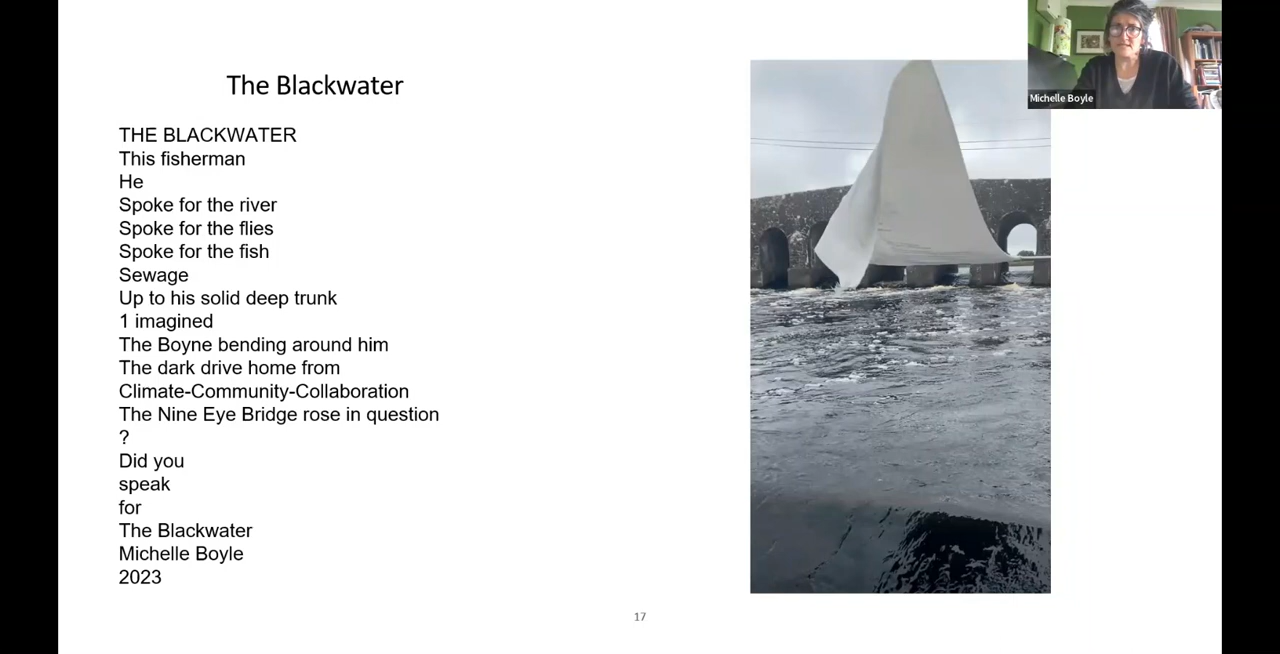 The Blackwater
THE BLACKWATER
This fisherman
He
Spoke for the river
Spoke for the flies
Spoke for the fish
Sewage
Up to his solid deep trunk
1 imagined
The Boyne bending around him
The dark drive home from
Climate-Community-Collaboration
The Nine Eye Bridge rose in question
?
Did you
speak
for
The Blackwater
Michelle Boyle
2023
Michelle Boyle
17